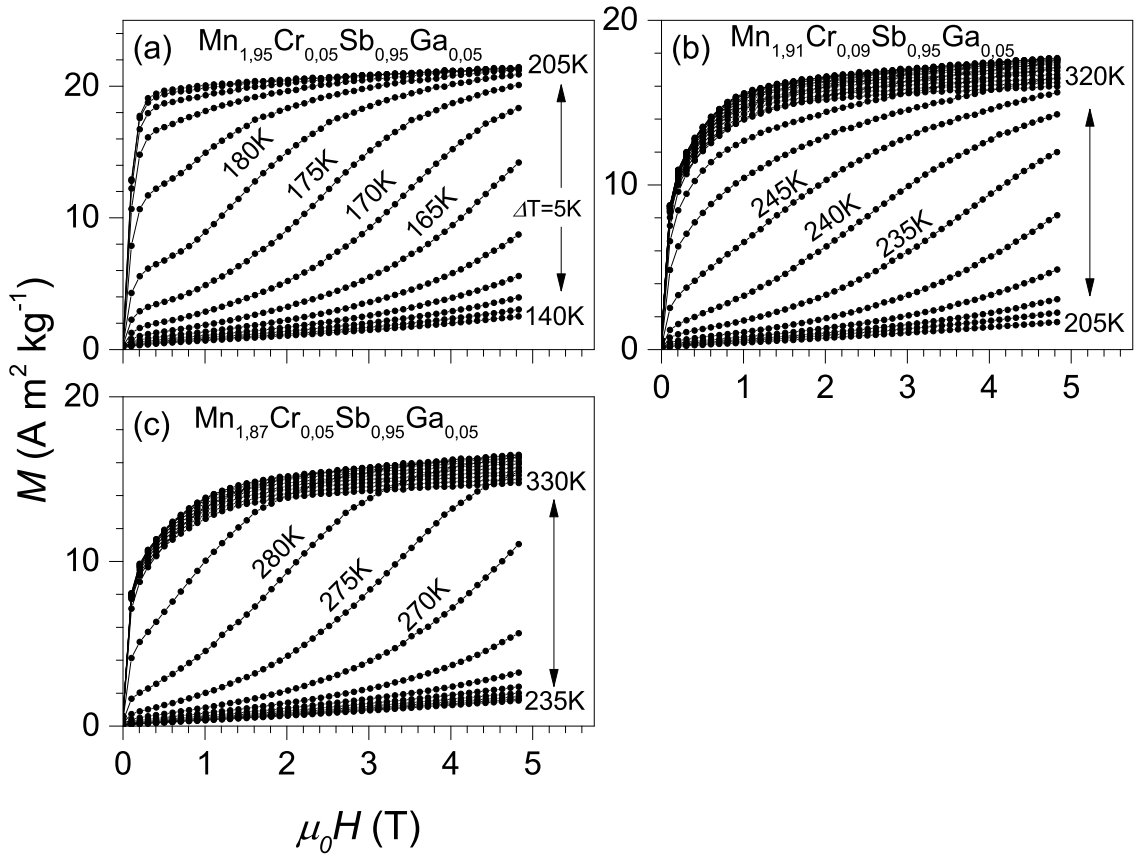 (a) Mn1,95Cr0,05Sb0,95Ga0,05
20
10
0
205K
180K
175K
170K
165K
ΔT=5K
140K
(b) Mn1,91Cr0,09Sb0,95Ga0,05
20
10
0
320K
245K
240K
235K
205K
0 1 2 3 4 5
M (A m² kg⁻¹)
(c) Mn1,87Cr0,05Sb0,95Ga0,05
20
10
0
330K
280K
275K
270K
235K
0 1 2 3 4 5
μ0H (T)